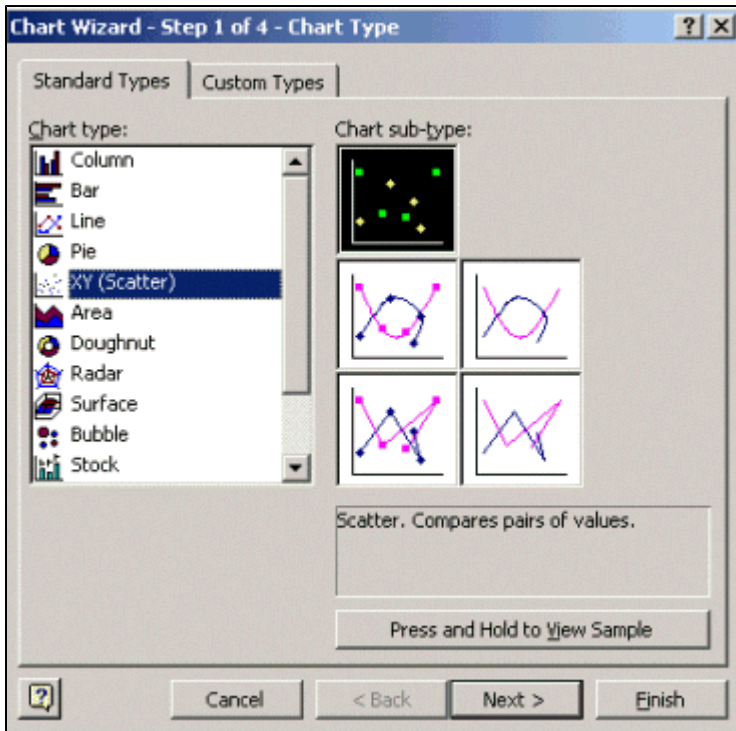 Chart Wizard - Step 1 of 4 - Chart Type
Standard Types
Custom Types
Chart type:
Column
Bar
Line
Pie
XY (Scatter)
Area
Doughnut
Radar
Surface
Bubble
Stock
Chart sub-type:
Scatter. Compares pairs of values.
Press and Hold to View Sample
Cancel
< Back
Next >
Finish